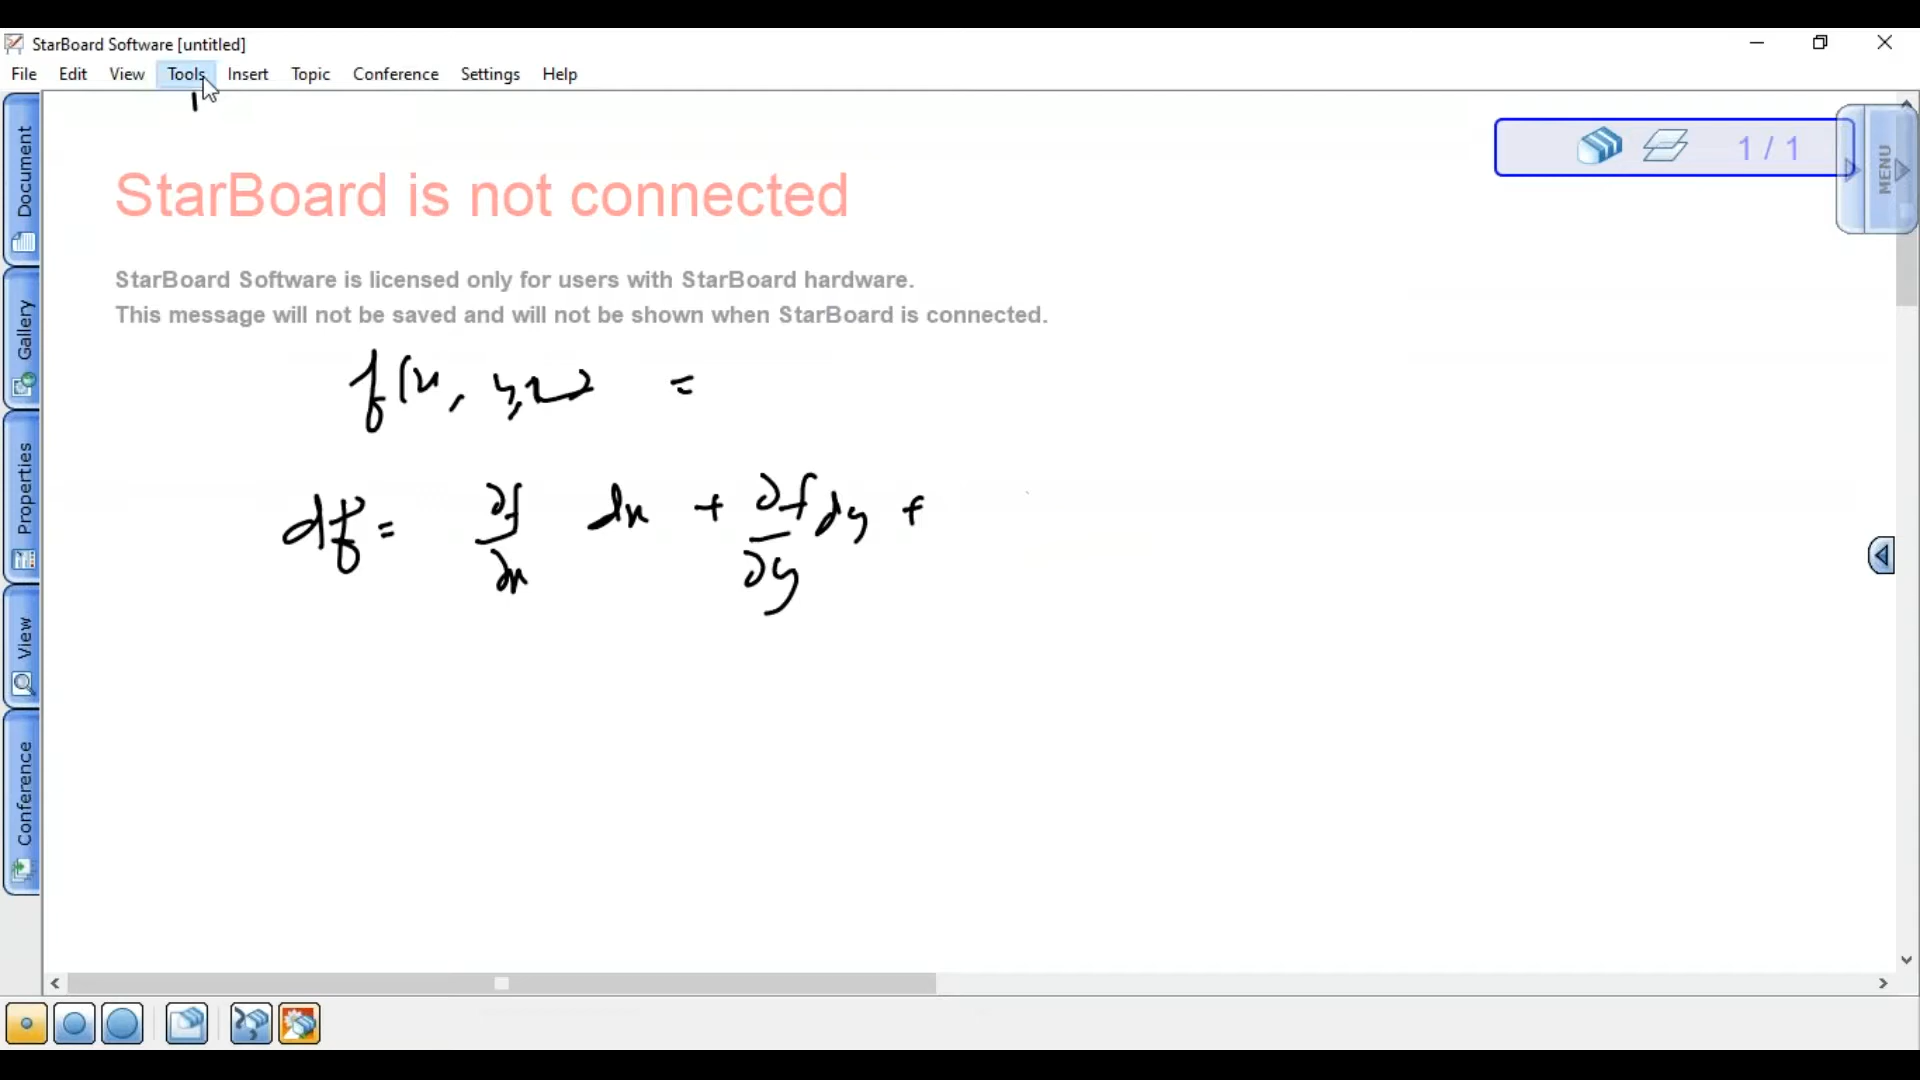 StarBoard Software [untitled]
File Edit View Tools Insert Topic Conference Settings Help
1 / 1
MENU
Document
Gallery
Properties
View
Conference
StarBoard is not connected
StarBoard Software is licensed only for users with StarBoard hardware.
This message will not be saved and will not be shown when StarBoard is connected.
f(x, y, z) =
df = ∂f/∂x dx + ∂f/∂y dy +